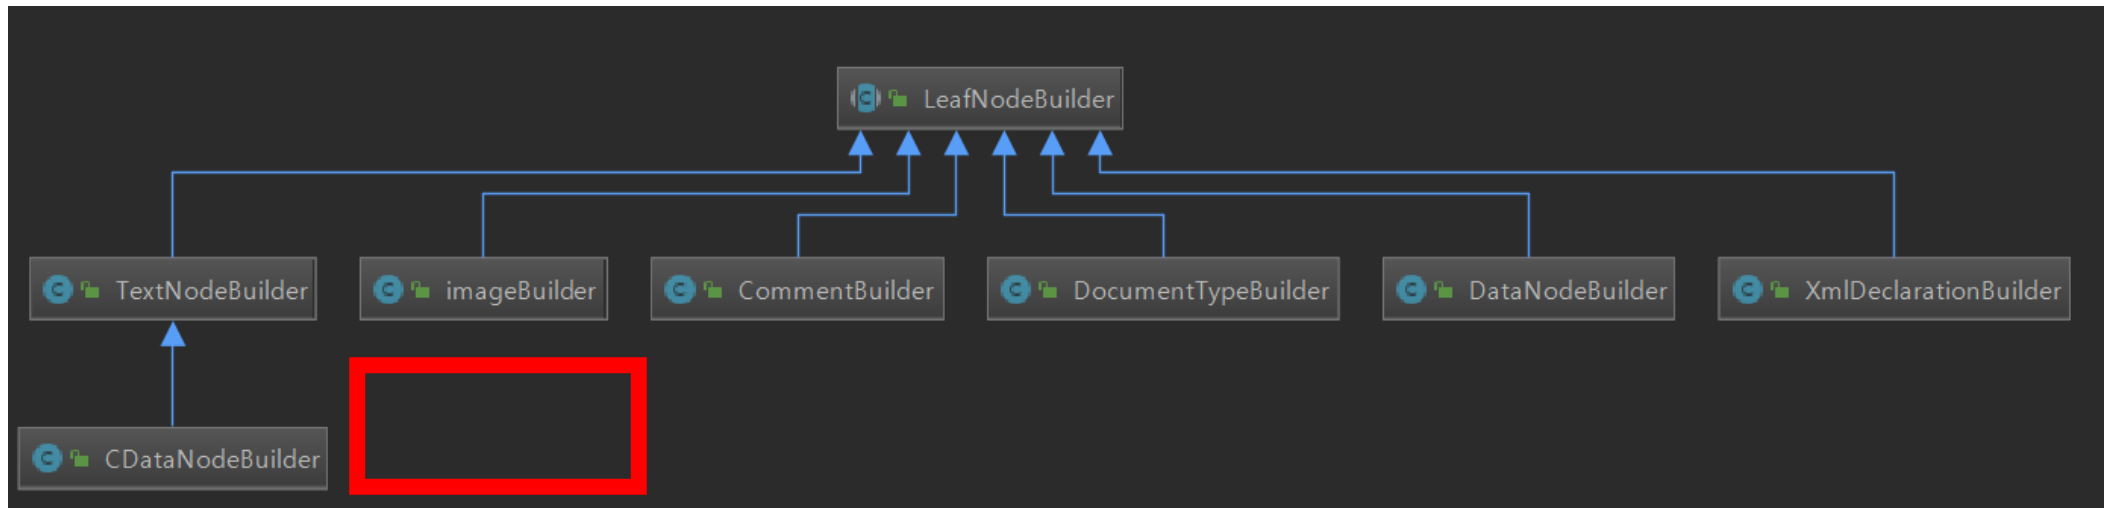 LeafNodeBuilder
TextNodeBuilder
imageBuilder
CommentBuilder
DocumentTypeBuilder
DataNodeBuilder
XmlDeclarationBuilder
CDataNodeBuilder